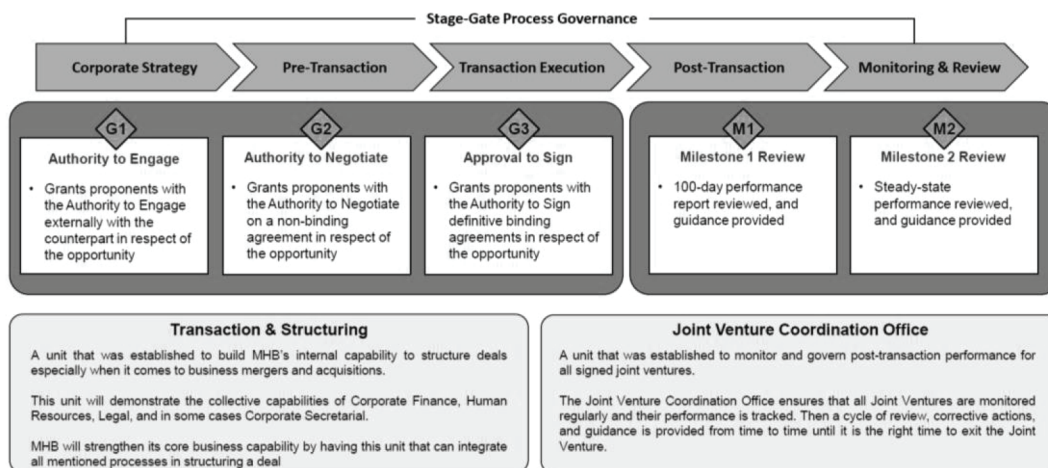 Stage-Gate Process Governance
Corporate Strategy
Pre-Transaction
Transaction Execution
Post-Transaction
Monitoring & Review
G1
Authority to Engage
• Grants proponents with
the Authority to Engage
externally with the
counterpart in respect of
the opportunity
G2
Authority to Negotiate
• Grants proponents with
the Authority to Negotiate
on a non-binding
agreement in respect of
the opportunity
G3
Approval to Sign
• Grants proponents with
the Authority to Sign
definitive binding
agreements in respect of
the opportunity
M1
Milestone 1 Review
• 100-day performance
report reviewed, and
guidance provided
M2
Milestone 2 Review
• Steady-state
performance reviewed,
and guidance provided
Transaction & Structuring
A unit that was established to build MHB's internal capability to structure deals
especially when it comes to business mergers and acquisitions.
This unit will demonstrate the collective capabilities of Corporate Finance, Human
Resources, Legal, and in some cases Corporate Secretarial.
MHB will strengthen its core business capability by having this unit that can integrate
all mentioned processes in structuring a deal
Joint Venture Coordination Office
A unit that was established to monitor and govern post-transaction performance for
all signed joint ventures.
The Joint Venture Coordination Office ensures that all Joint Ventures are monitored
regularly and their performance is tracked. Then a cycle of review, corrective actions,
and guidance is provided from time to time until it is the right time to exit the Joint
Venture.